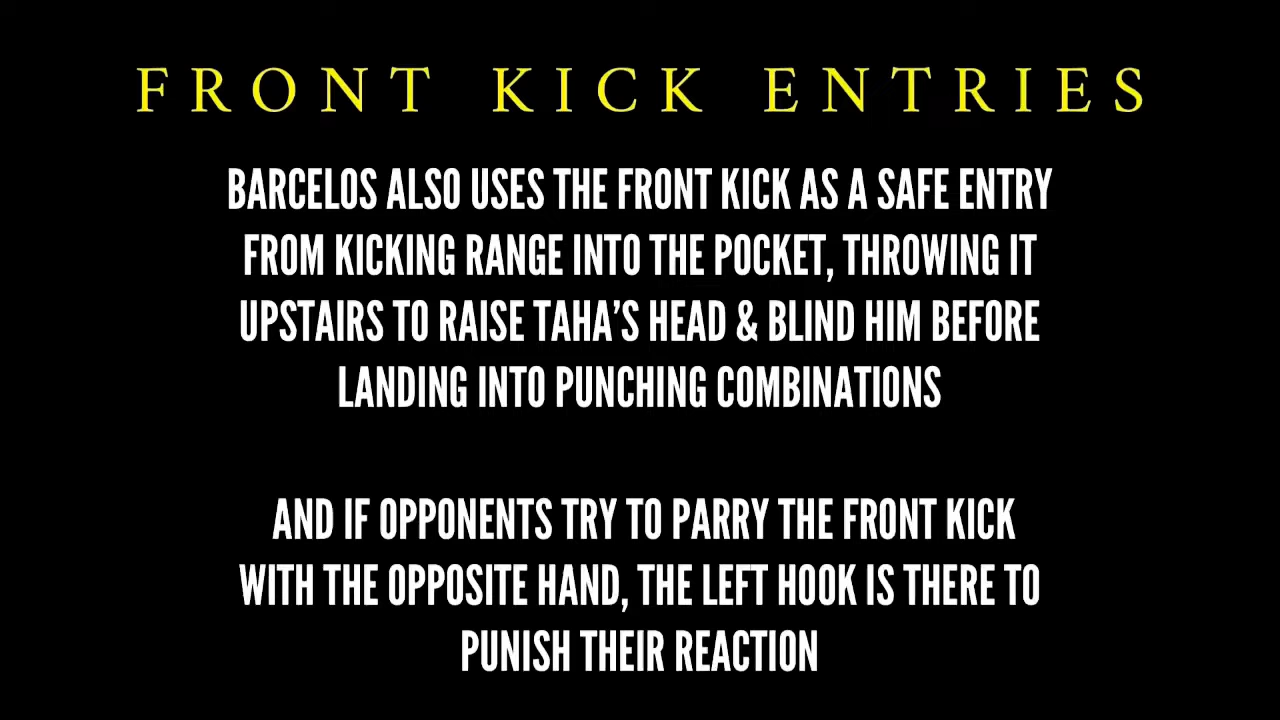 FRONT KICK ENTRIES
BARCELOS ALSO USES THE FRONT KICK AS A SAFE ENTRY
FROM KICKING RANGE INTO THE POCKET, THROWING IT
UPSTAIRS TO RAISE TAHA’S HEAD & BLIND HIM BEFORE
LANDING INTO PUNCHING COMBINATIONS
AND IF OPPONENTS TRY TO PARRY THE FRONT KICK
WITH THE OPPOSITE HAND, THE LEFT HOOK IS THERE TO
PUNISH THEIR REACTION